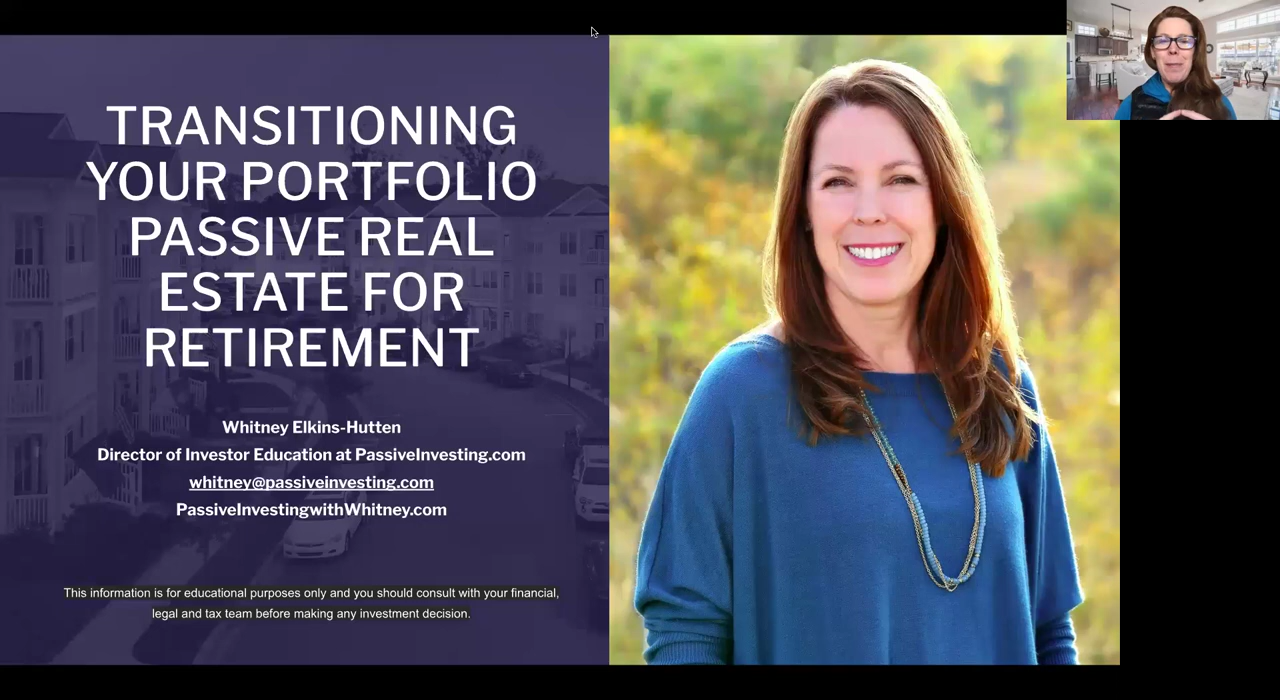 TRANSITIONING
YOUR PORTFOLIO
PASSIVE REAL
ESTATE FOR
RETIREMENT
Whitney Elkins-Hutten
Director of Investor Education at PassiveInvesting.com
whitney@passiveinvesting.com
PassiveInvestingwithWhitney.com
This information is for educational purposes only and you should consult with your financial,
legal and tax team before making any investment decision.